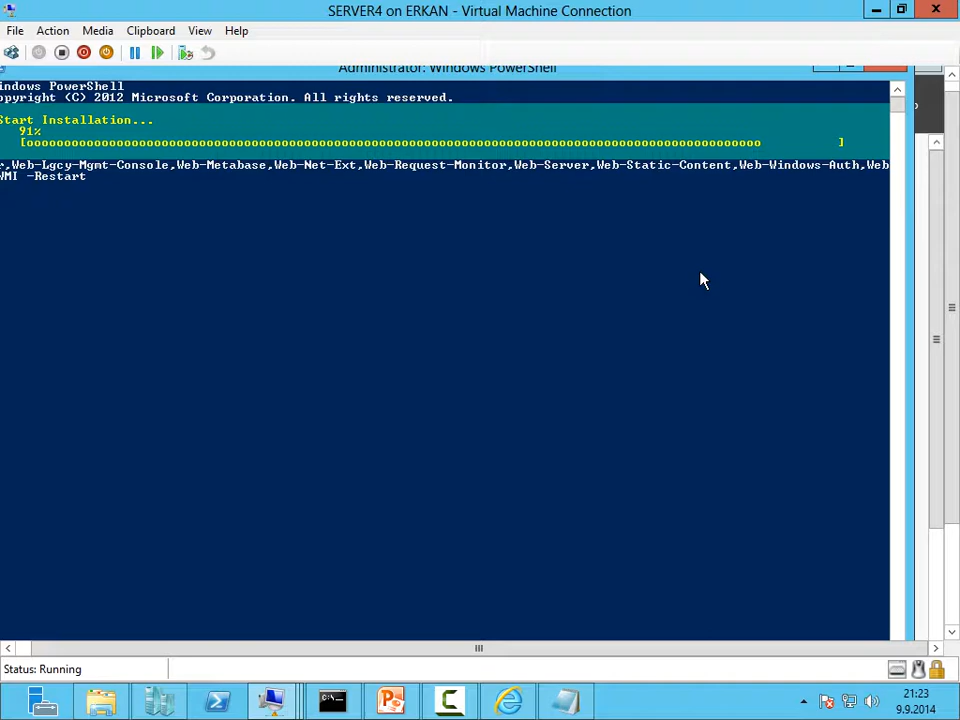 SERVER4 on ERKAN - Virtual Machine Connection
File Action Media Clipboard View Help
Administrator: Windows PowerShell
indows PowerShell
opyright (C) 2012 Microsoft Corporation. All rights reserved.
Start Installation...
91%
[oooooooooooooooooooooooooooooooooooooooooooooooooooooooooooooooooooooooooooooooooooooooooooooooooo ]
r,Web-Lgcy-Mgmt-Console,Web-Metabase,Web-Net-Ext,Web-Request-Monitor,Web-Server,Web-Static-Content,Web-Windows-Auth,Web
WMI -Restart
Status: Running
21:23
9.9.2014